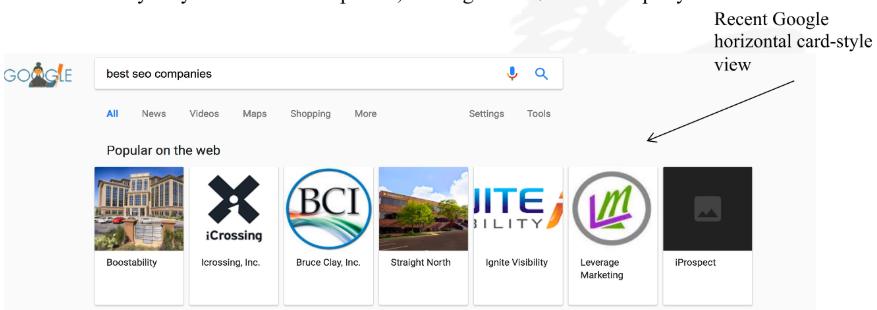 Recent Google
horizontal card-style
view
GOOGLE
best seo companies
All News Videos Maps Shopping More Settings Tools
Popular on the web
iCrossing
BCI
NITE
BILITY
Lm
Boostability Icrossing, Inc. Bruce Clay, Inc. Straight North Ignite Visibility Leverage iProspect
Marketing